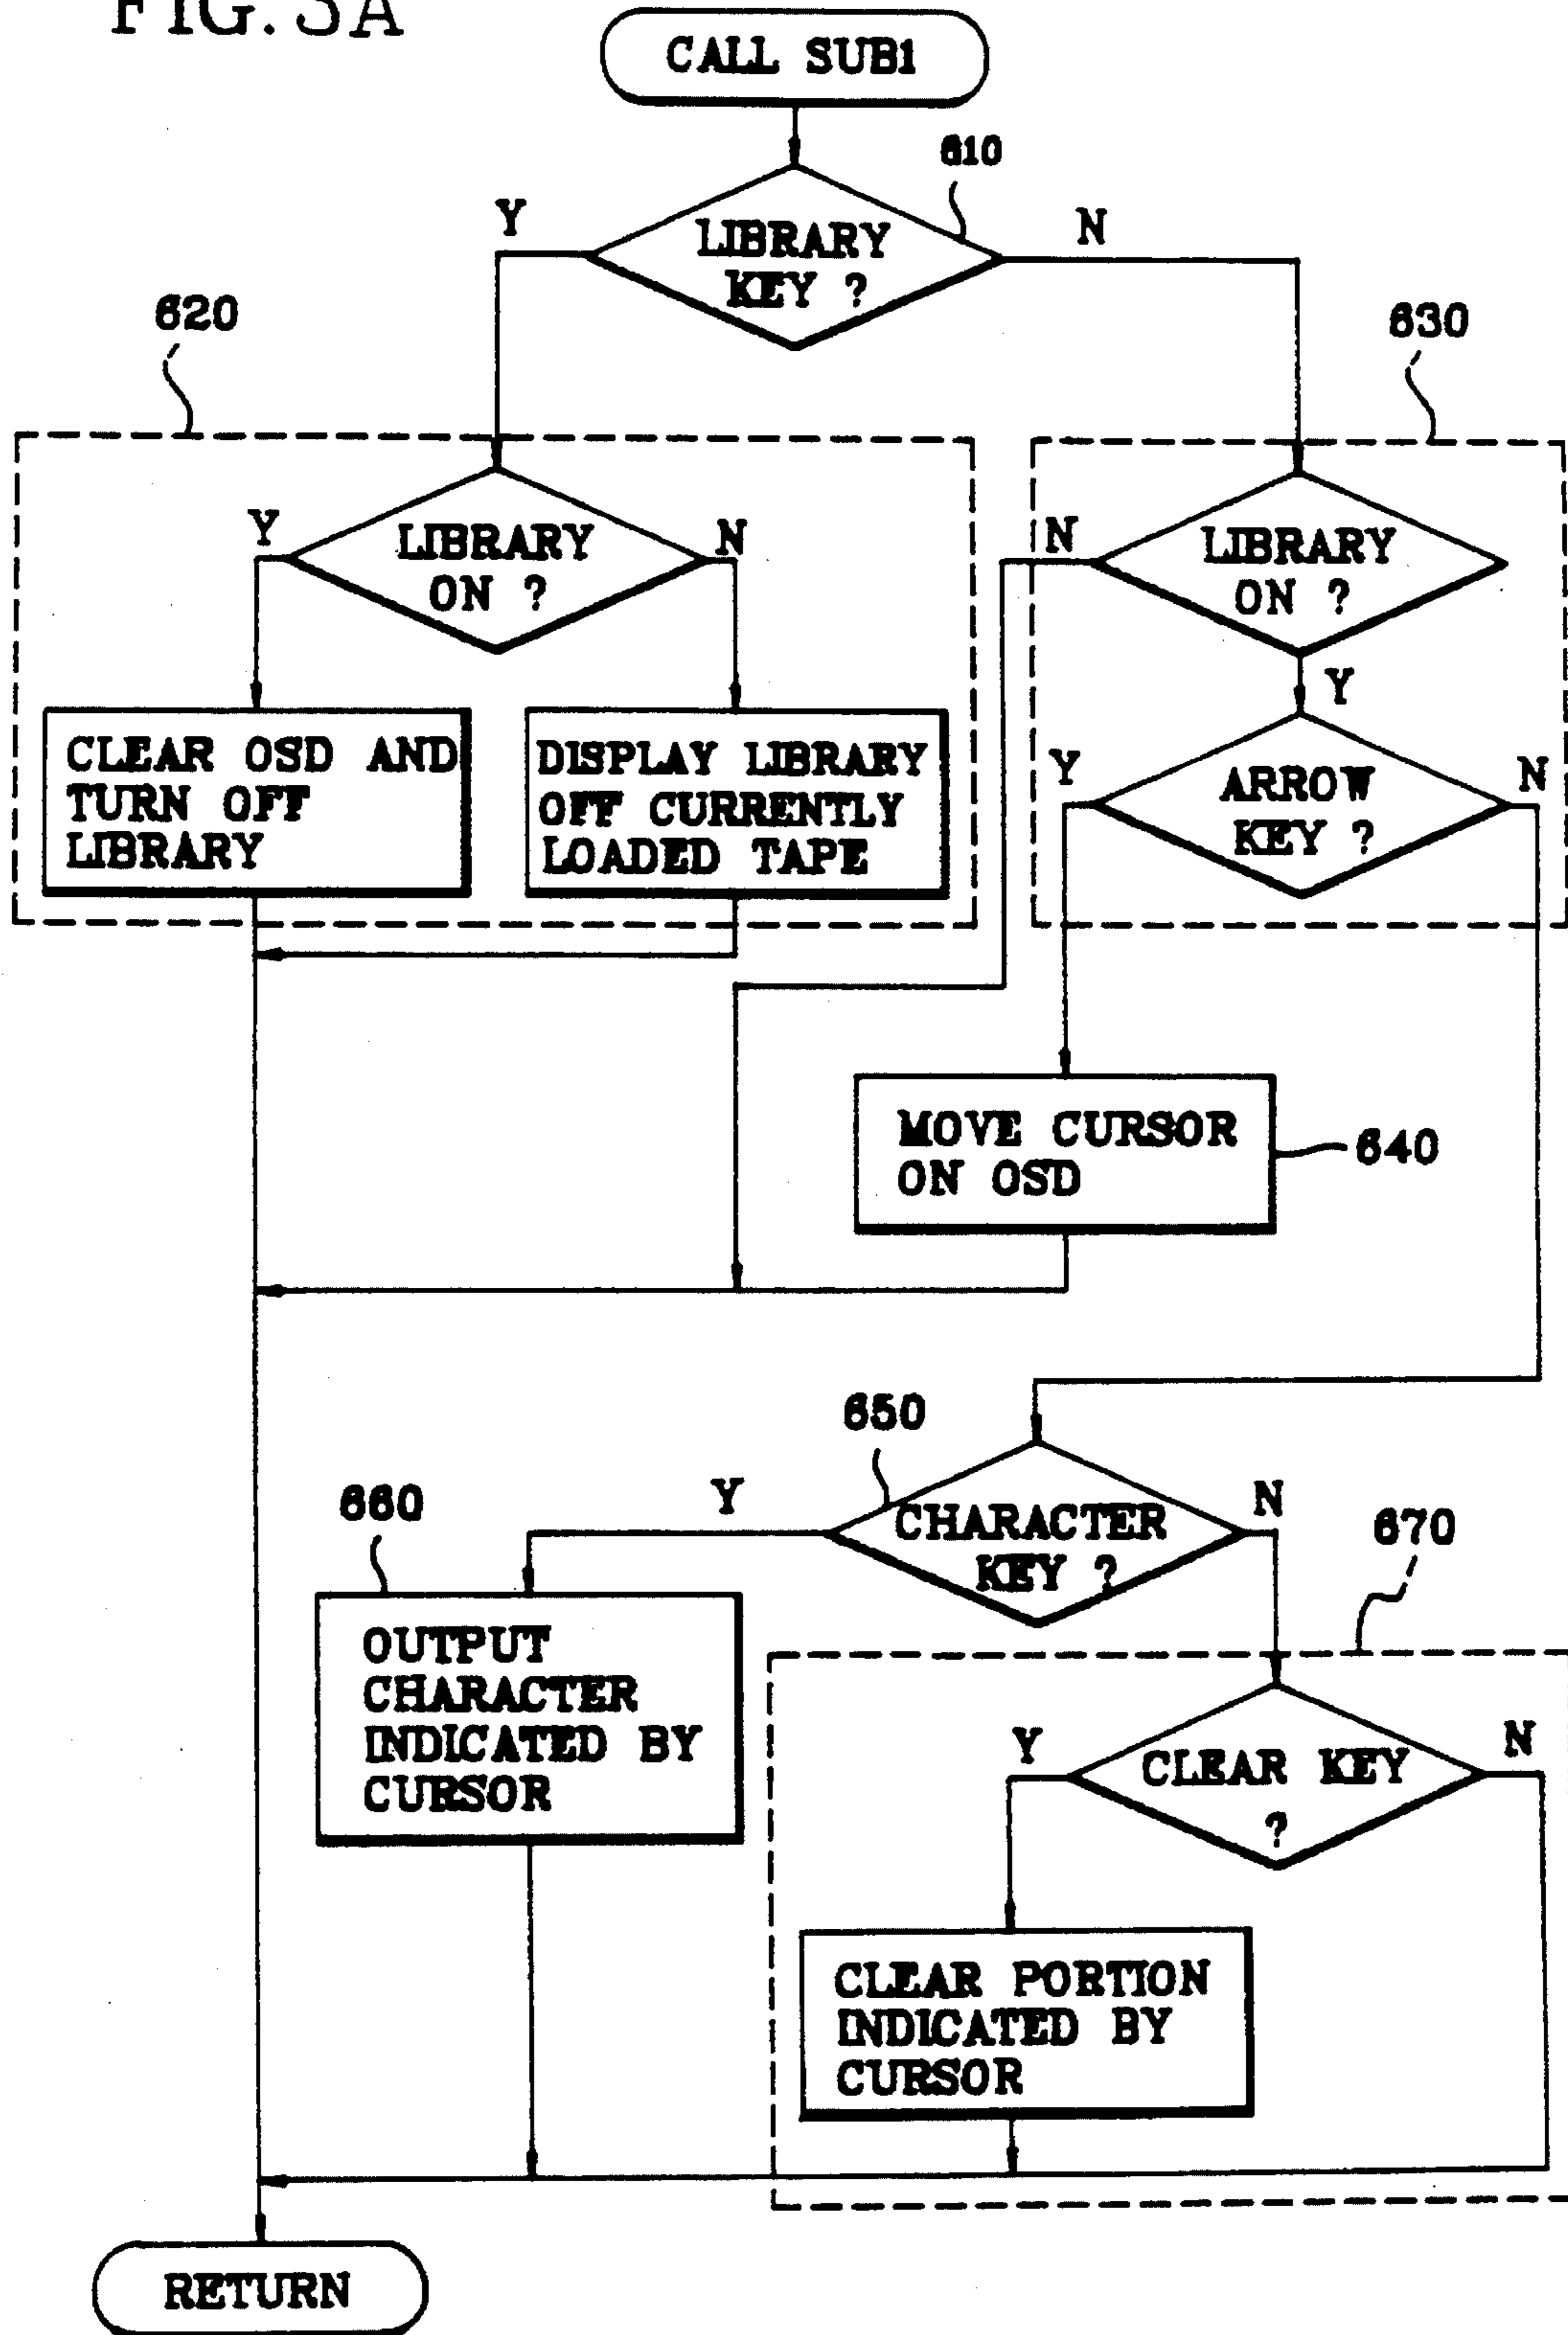 FIG. 3A
CALL SUB1
610
Y
LIBRARY
KEY ?
N
620
630
Y
LIBRARY
ON ?
N
N
LIBRARY
ON ?
Y
CLEAR OSD AND
TURN OFF
LIBRARY
DISPLAY LIBRARY
OFF CURRENTLY
LOADED TAPE
Y
ARROW
KEY ?
N
MOVE CURSOR
ON OSD
640
650
Y
CHARACTER
KEY ?
N
660
670
OUTPUT
CHARACTER
INDICATED BY
CURSOR
Y
CLEAR KEY
?
N
CLEAR PORTION
INDICATED BY
CURSOR
RETURN